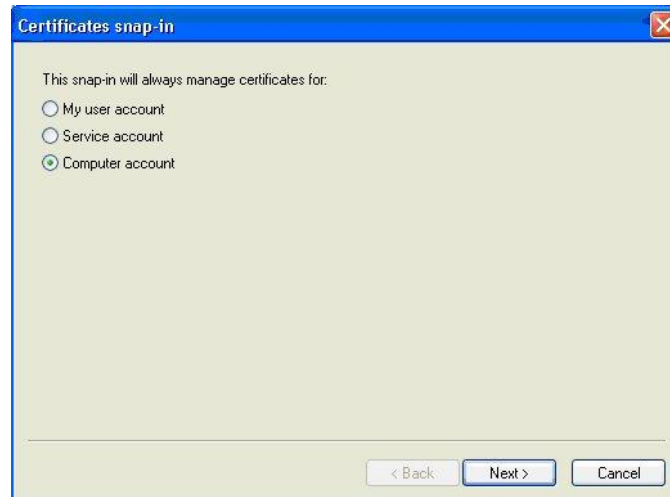 Certificates snap-in
This snap-in will always manage certificates for:
My user account
Service account
Computer account
< Back Next > Cancel